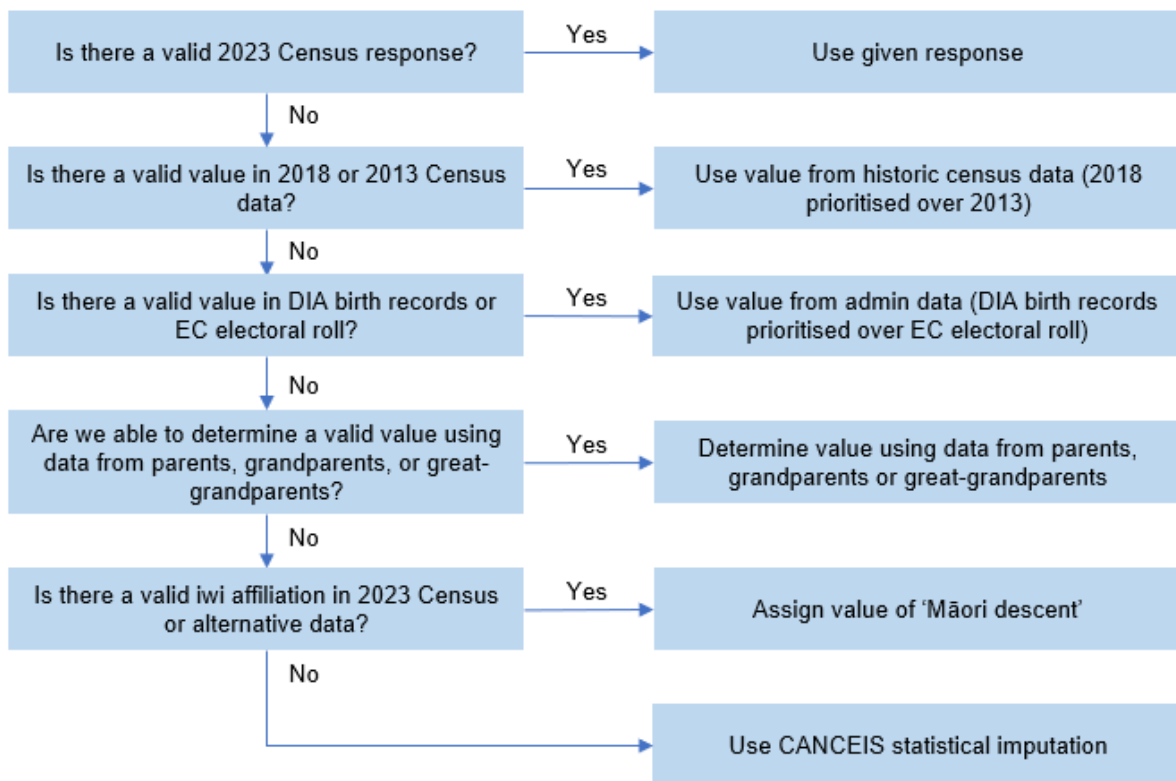 Is there a valid 2023 Census response?
Yes
Use given response
No
Is there a valid value in 2018 or 2013 Census
data?
Yes
Use value from historic census data (2018
prioritised over 2013)
No
Is there a valid value in DIA birth records or
EC electoral roll?
Yes
Use value from admin data (DIA birth records
prioritised over EC electoral roll)
No
Are we able to determine a valid value using
data from parents, grandparents, or great-
grandparents?
Yes
Determine value using data from parents,
grandparents or great-grandparents
No
Is there a valid iwi affiliation in 2023 Census
or alternative data?
Yes
Assign value of ‘Māori descent’
No
Use CANCEIS statistical imputation